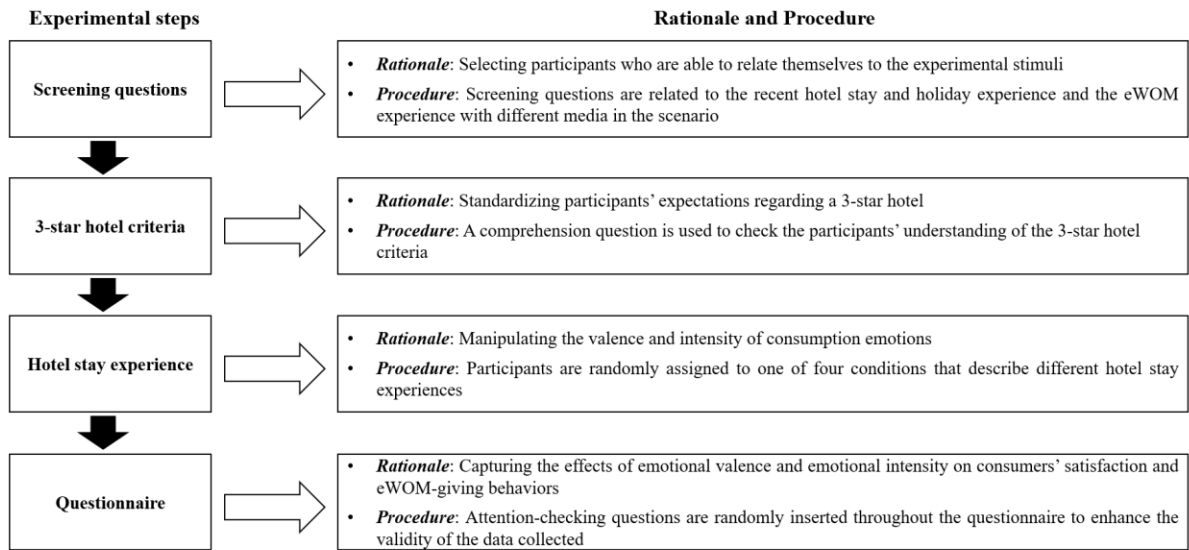 Experimental steps
Rationale and Procedure
Screening questions
• Rationale: Selecting participants who are able to relate themselves to the experimental stimuli
• Procedure: Screening questions are related to the recent hotel stay and holiday experience and the eWOM
experience with different media in the scenario
3-star hotel criteria
• Rationale: Standardizing participants' expectations regarding a 3-star hotel
• Procedure: A comprehension question is used to check the participants' understanding of the 3-star hotel
criteria
Hotel stay experience
• Rationale: Manipulating the valence and intensity of consumption emotions
• Procedure: Participants are randomly assigned to one of four conditions that describe different hotel stay
experiences
Questionnaire
• Rationale: Capturing the effects of emotional valence and emotional intensity on consumers' satisfaction and
eWOM-giving behaviors
• Procedure: Attention-checking questions are randomly inserted throughout the questionnaire to enhance the
validity of the data collected